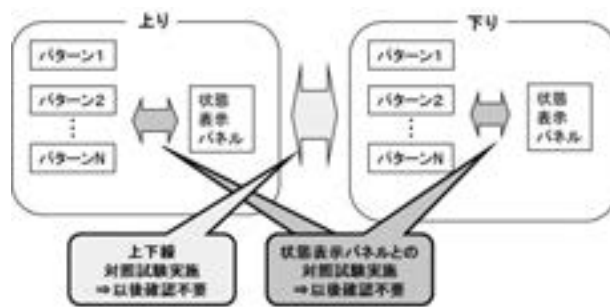 上り
パターン1
パターン2
⋮
パターンN
状態
表示
パネル
下り
パターン1
パターン2
⋮
パターンN
状態
表示
パネル
上下線
対照試験実施
⇒以後確認不要
状態表示パネルとの
対照試験実施
⇒以後確認不要